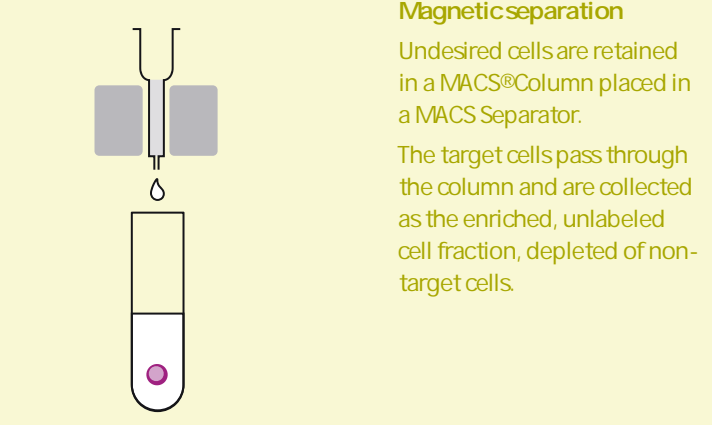 Magnetic separation
Undesired cells are retained
in a MACS®Column placed in
a MACS Separator.
The target cells pass through
the column and are collected
as the enriched, unlabeled
cell fraction, depleted of non-
target cells.